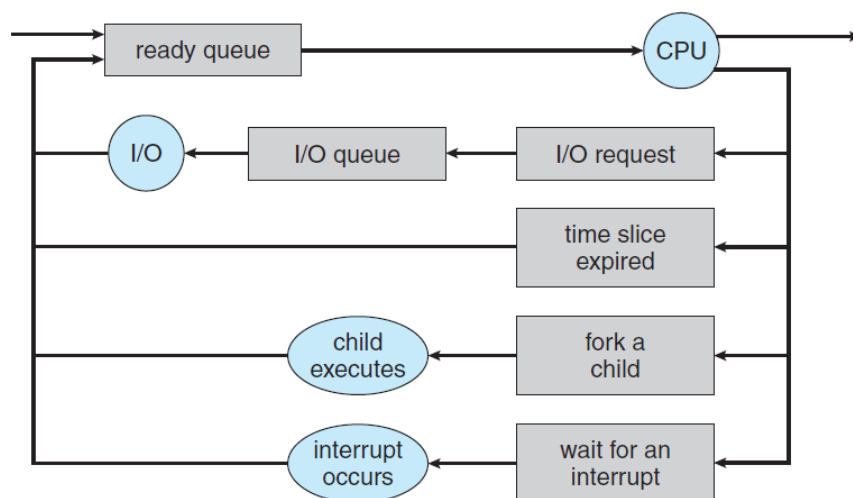 ready queue
CPU
I/O
I/O queue
I/O request
time slice
expired
child
executes
fork a
child
interrupt
occurs
wait for an
interrupt